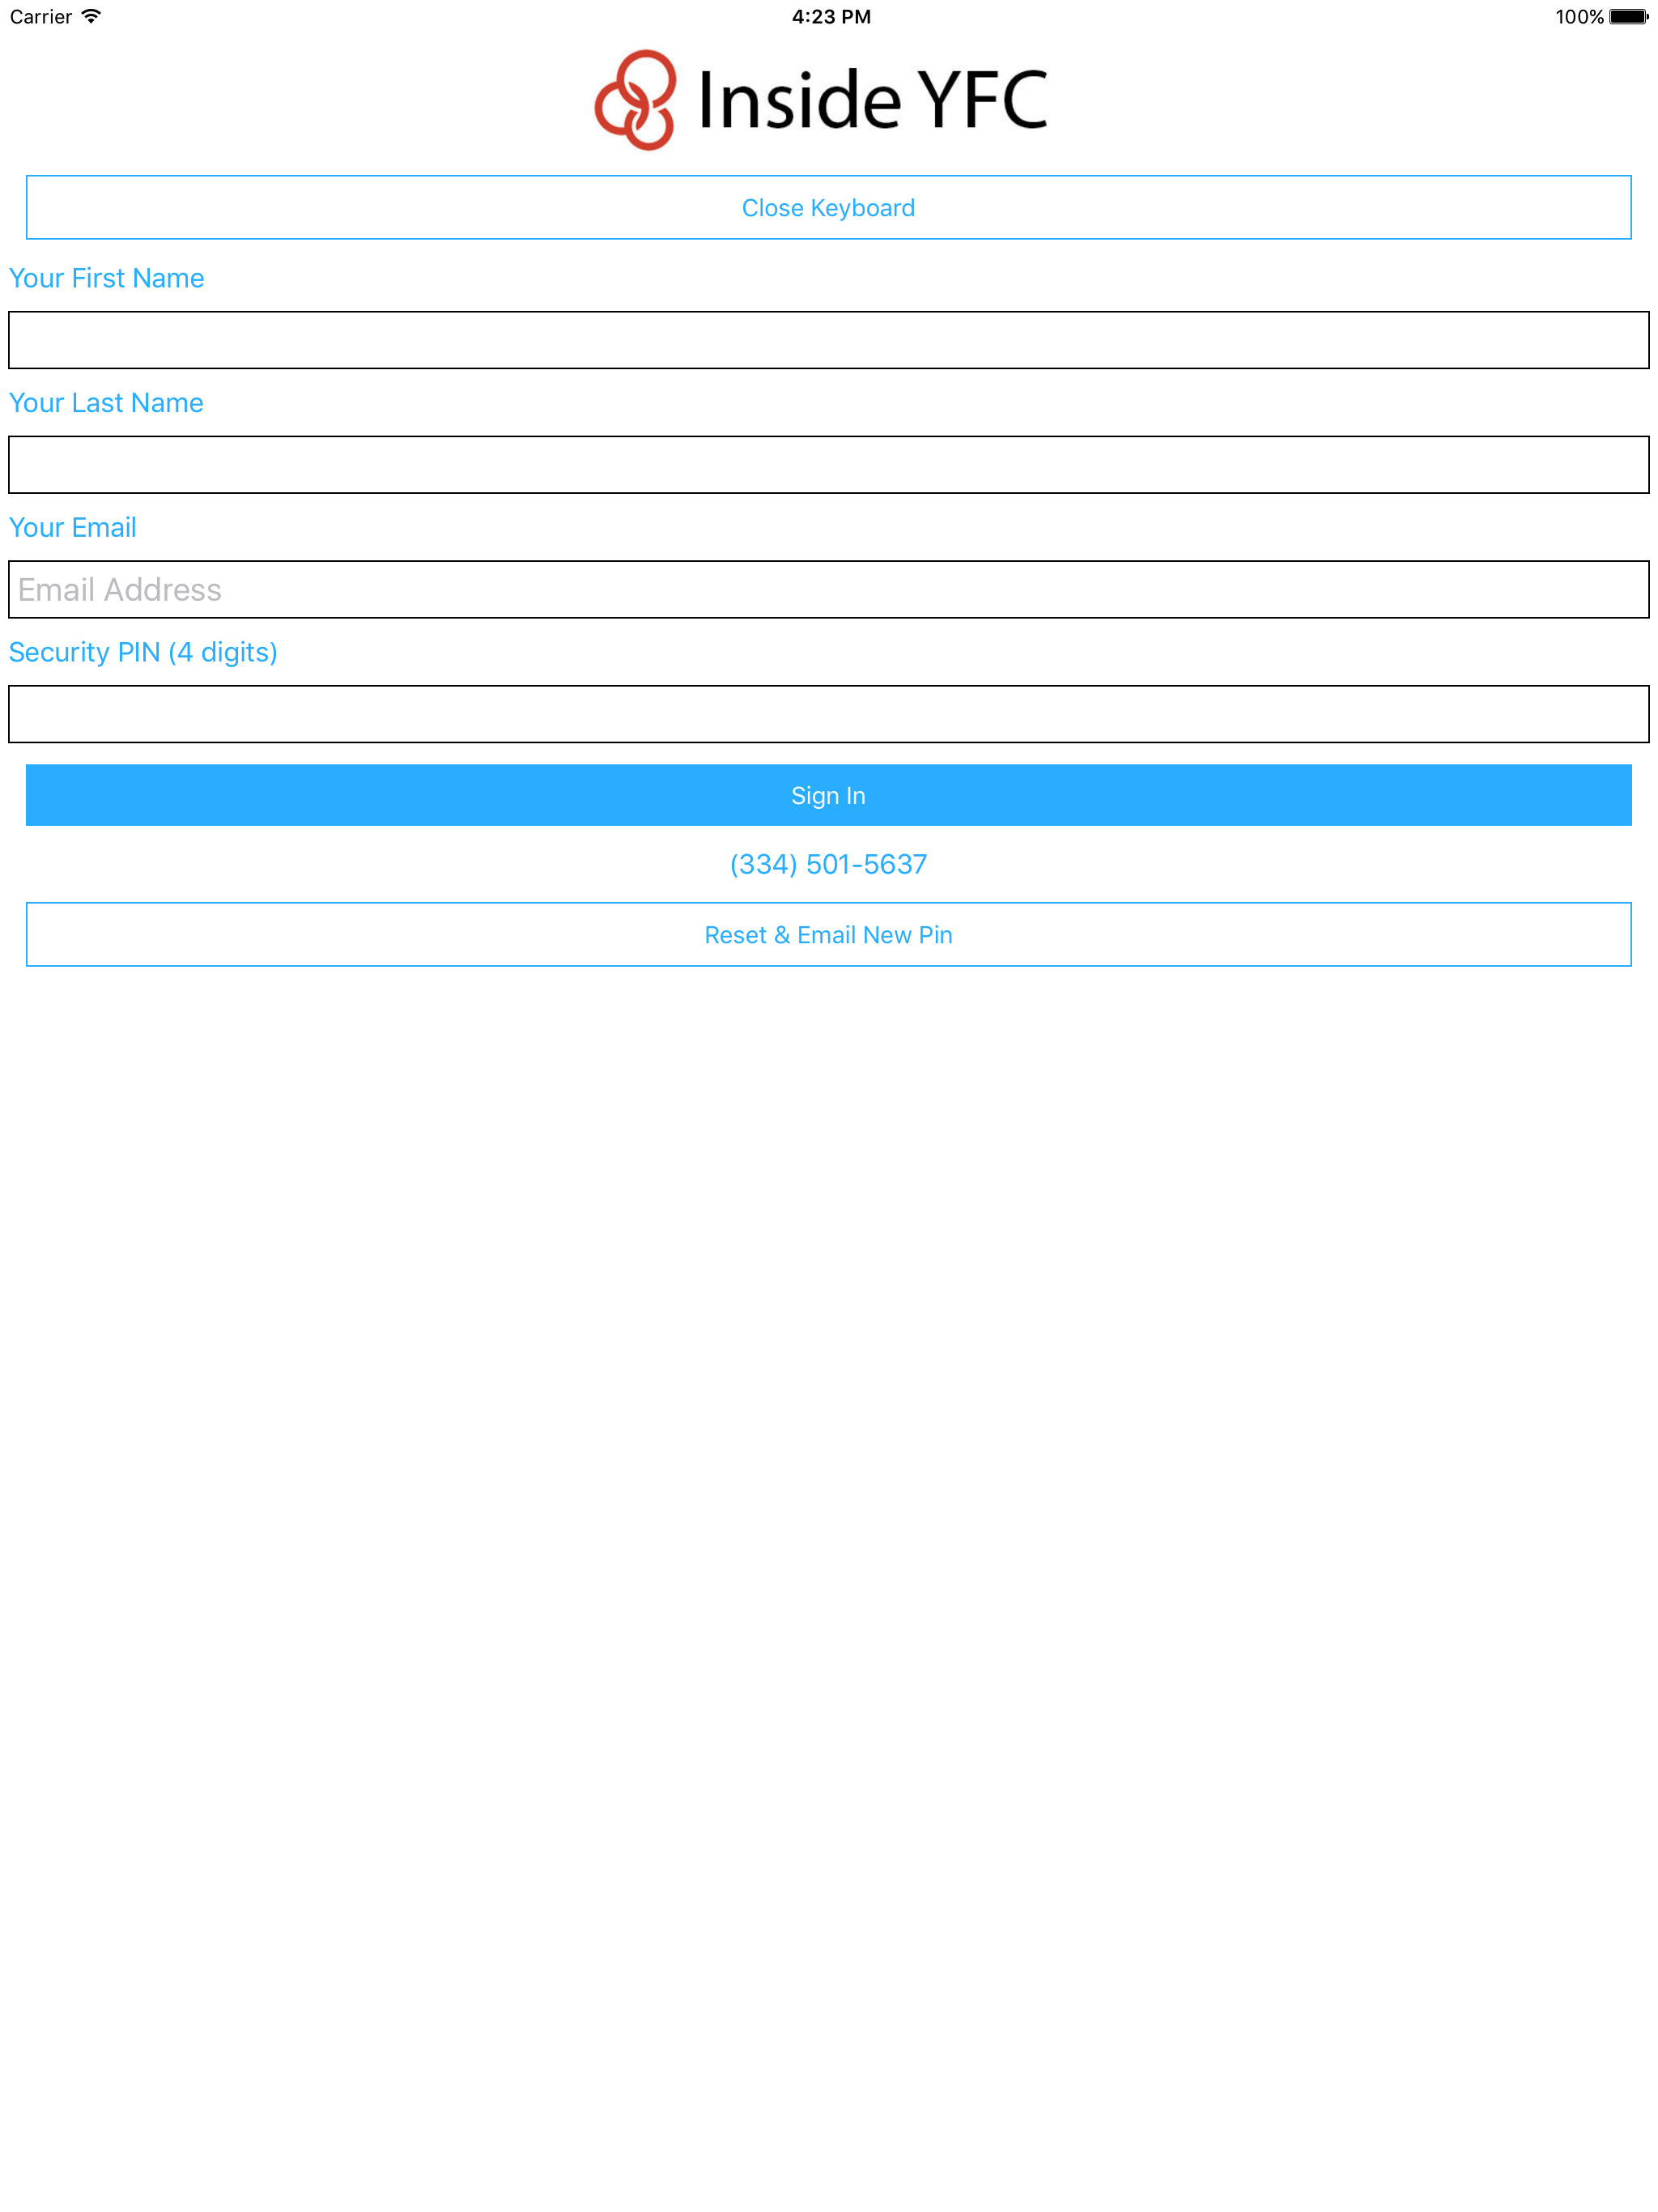 Carrier 4:23 PM 100%
Inside YFC
Close Keyboard
Your First Name
Your Last Name
Your Email
Email Address
Security PIN (4 digits)
Sign In
(334) 501-5637
Reset & Email New Pin